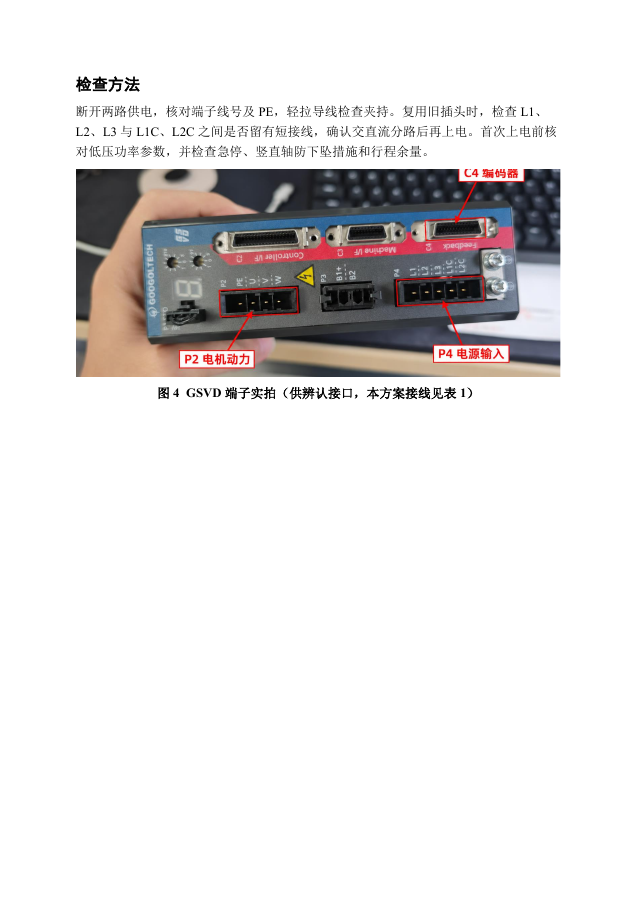 检查方法
断开两路供电，核对端子线号及 PE，轻拉导线检查夹持。复用旧插头时，检查 L1、
L2、L3 与 L1C、L2C 之间是否留有短接线，确认交直流分路后再上电。首次上电前核
对低压功率参数，并检查急停、竖直轴防下坠措施和行程余量。
C4 编码器
GOOGOLTECH
C2
Controller I/F
C3
Machine I/F
C4
Feedback
P2
PE
U
V
W
P3
B1+
B2
P4
L1
L2
L3
L1C
L2C
P2 电机动力
P4 电源输入
图 4 GSVD 端子实拍（供辨认接口，本方案接线见表 1）